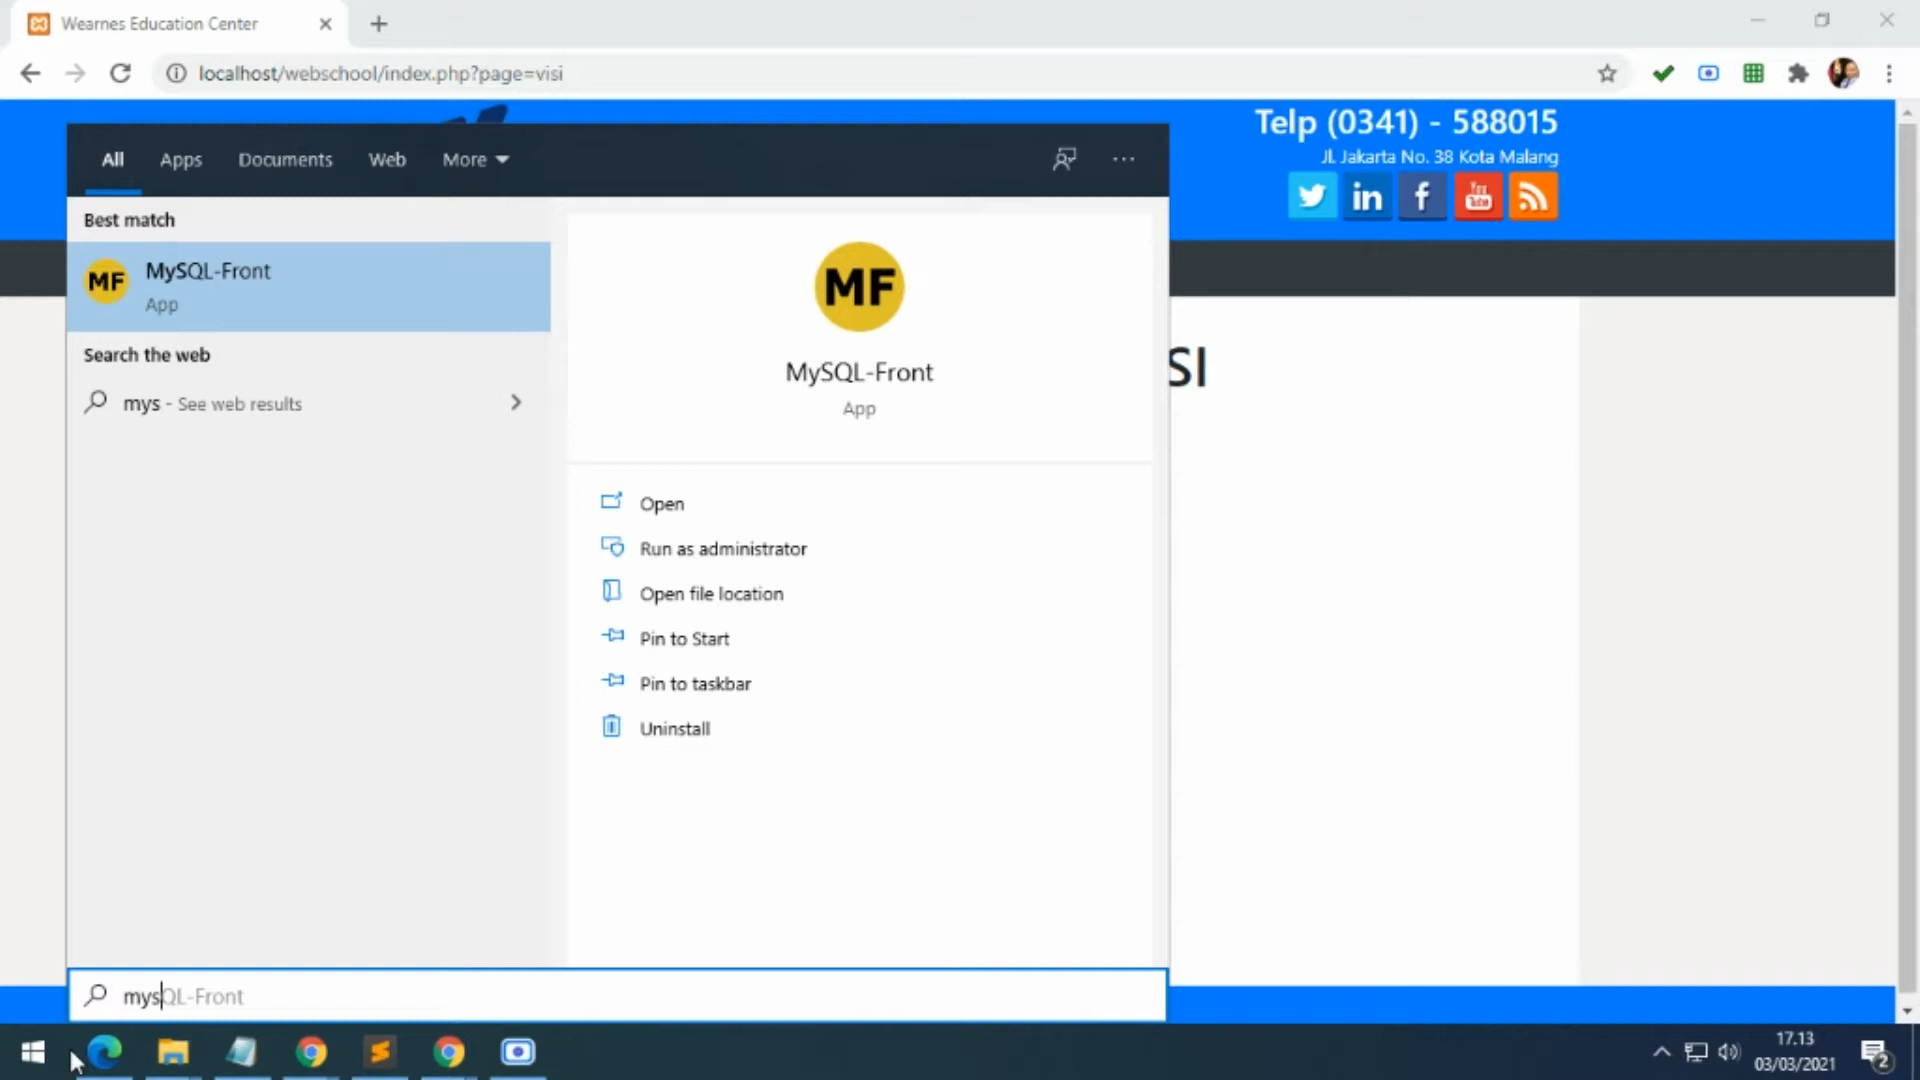 Wearnes Education Center
localhost/webschool/index.php?page=visi
Telp (0341) - 588015
Jl. Jakarta No. 38 Kota Malang
in
f
You
Tube
All
Apps
Documents
Web
More
Best match
MF
MySQL-Front
App
Search the web
mys - See web results
MF
MySQL-Front
App
SI
Open
Run as administrator
Open file location
Pin to Start
Pin to taskbar
Uninstall
mysQL-Front
17.13
03/03/2021
2